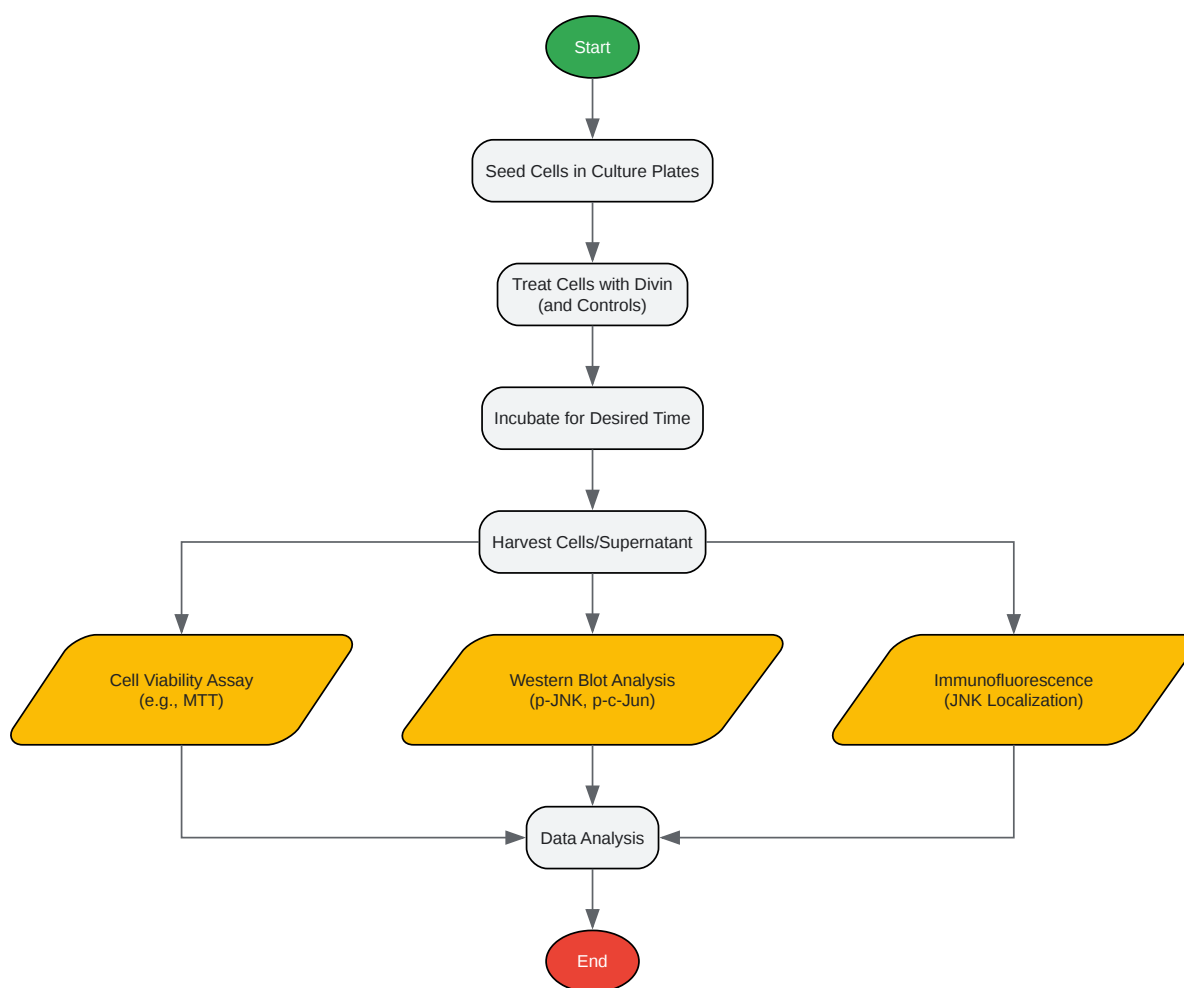 Start
Seed Cells in Culture Plates
Treat Cells with Divin
(and Controls)
Incubate for Desired Time
Harvest Cells/Supernatant
Cell Viability Assay
(e.g., MTT)
Western Blot Analysis
(p-JNK, p-c-Jun)
Immunofluorescence
(JNK Localization)
Data Analysis
End